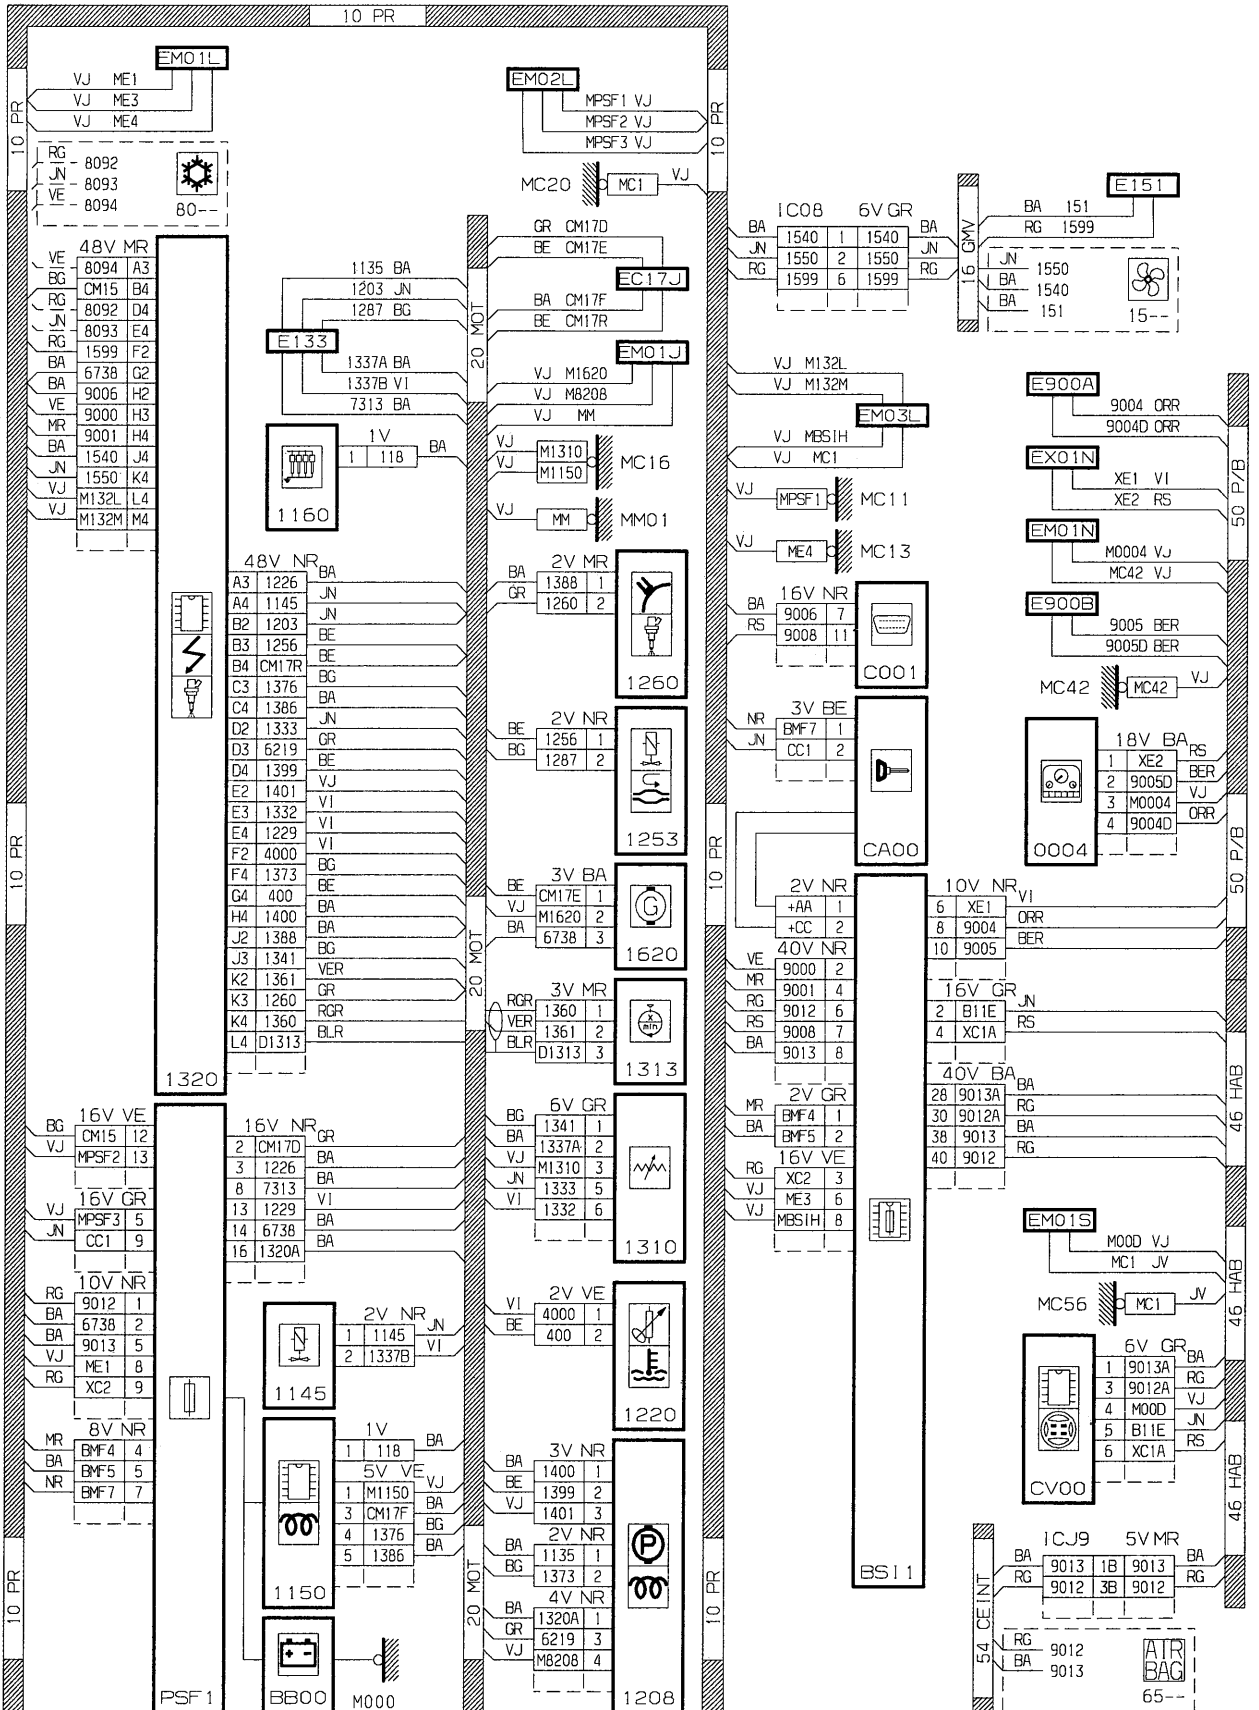 10 PR
EM01L
VJ ME1
VJ ME3
VJ ME4
10 PR
RG 8092
JN 8093
VE 8094
80--
EM02L
MPSF1 VJ
MPSF2 VJ
MPSF3 VJ
10 PR
MC20 MC1 VJ
48V MR
VE 8094 A3
BG CM15 B4
RG 8092 D4
JN 8093 E4
RG 1599 F2
BA 6738 G2
BA 9006 H2
VE 9000 H3
MR 9001 H4
BA 1540 J4
JN 1550 K4
VJ M132L L4
VJ M132M M4
1135 BA
1203 JN
1287 BG
E133
1337A BA
1337B VI
7313 BA
20 MOT
GR CM17D
BE CM17E
EC17J
BA CM17F
BE CM17R
EM01J
VJ M1620
VJ M8208
VJ MM
1V
1 118 BA
1160
VJ M1310
VJ M1150
MC16
VJ MM MM01
48V NR
A3 1226 BA
A4 1145 JN
B2 1203 JN
B3 1256 BE
B4 CM17R BE
C3 1376 BG
C4 1386 BA
D2 1333 JN
D3 6219 GR
D4 1399 BE
E2 1401 VJ
E3 1332 VI
E4 1229 VI
F2 4000 VI
F4 1373 BG
G4 400 BE
H4 1400 BA
J2 1388 BA
J3 1341 BG
K2 1361 VER
K3 1260 GR
K4 1360 RGR
L4 D1313 BLR
1320
10 PR
20 MOT
2V MR
BA 1388 1
GR 1260 2
1260
2V NR
BE 1256 1
BG 1287 2
1253
3V BA
BE CM17E 1
VJ M1620 2
BA 6738 3
G
1620
3V MR
RGR 1360 1
VER 1361 2
BLR D1313 3
x
min
1313
6V GR
BG 1341 1
BA 1337A 2
VJ M1310 3
JN 1333 5
VI 1332 6
1310
2V VE
VI 4000 1
BE 400 2
1220
3V NR
BA 1400 1
BE 1399 2
VJ 1401 3
2V NR
BA 1135 1
BG 1373 2
4V NR
BA 1320A 1
GR 6219 3
VJ M8208 4
P
1208
16V VE
BG CM15 12
VJ MPSF2 13
16V GR
VJ MPSF3 5
JN CC1 9
10V NR
RG 9012 1
BA 6738 2
BA 9013 5
VJ ME1 8
RG XC2 9
8V NR
MR BMF4 4
BA BMF5 5
NR BMF7 7
10 PR
PSF1
16V NR
2 CM17D GR
3 1226 BA
8 7313 BA
13 1229 VI
14 6738 BA
16 1320A BA
2V NR
1 1145 JN
2 1337B VI
1145
1V
1 118 BA
5V VE
1 M1150 VJ
3 CM17F BA
4 1376 BG
5 1386 BA
1150
+ -
BB00
M000
20 MOT
10 PR
10 PR
IC08 6V GR
BA 1540 1 1540 BA
JN 1550 2 1550 JN
RG 1599 6 1599 RG
16 GMV
E151
BA 151
RG 1599
JN 1550
BA 1540
BA 151
15--
VJ M132L
VJ M132M
EM03L
VJ MBSIH
VJ MC1
VJ MPSF1 MC11
VJ ME4 MC13
16V NR
BA 9006 7
RS 9008 11
C001
3V BE
NR BMF7 1
JN CC1 2
CA00
2V NR
+AA 1
+CC 2
40V NR
VE 9000 2
MR 9001 4
RG 9012 6
RS 9008 7
BA 9013 8
2V GR
MR BMF4 1
BA BMF5 2
16V VE
RG XC2 3
VJ ME3 6
VJ MBSIH 8
BSI1
10V NR
6 XE1 VI
8 9004 ORR
10 9005 BER
16V GR
2 B11E JN
4 XC1A RS
40V BA
28 9013A BA
30 9012A RG
38 9013 BA
40 9012 RG
E900A
9004 ORR
9004D ORR
EX01N
XE1 VI
XE2 RS
EM01N
M0004 VJ
MC42 VJ
E900B
9005 BER
9005D BER
MC42 MC42 VJ
50 P/B
18V BA
1 XE2 RS
2 9005D BER
3 M0004 VJ
4 9004D ORR
0004
50 P/B
46 HAB
EM01S
M00D VJ
MC1 JV
MC56 MC1 JV
46 HAB
6V GR
1 9013A BA
3 9012A RG
4 M00D VJ
5 B11E JN
6 XC1A RS
CV00
46 HAB
54 CEINT
ICJ9 5V MR
BA 9013 1B 9013 BA
RG 9012 3B 9012 RG
RG 9012
BA 9013
AIR
BAG
65--